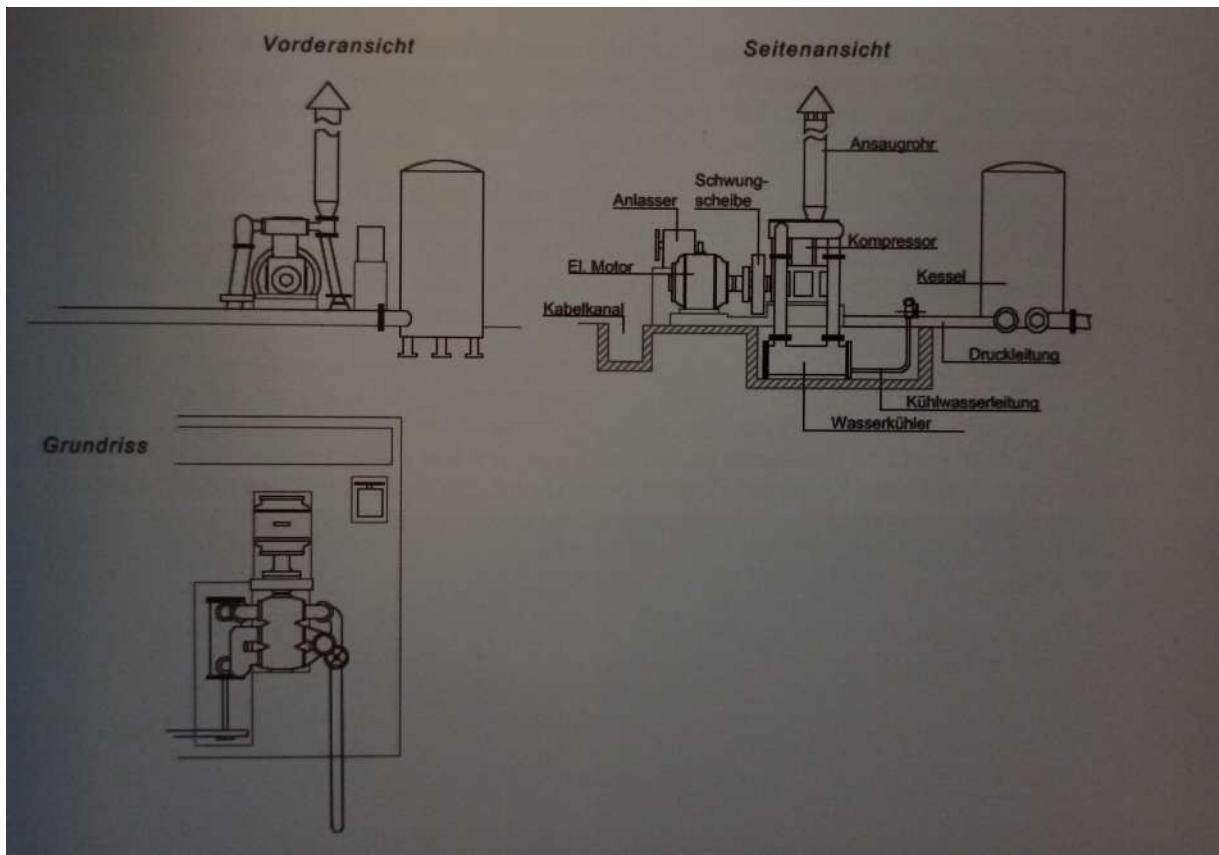 Vorderansicht
Seitenansicht
Ansaugrohr
Schwung-
scheibe
Anlasser
Kompressor
El. Motor
Kessel
Kabelkanal
Druckleitung
Kühlwasserleitung
Wasserkühler
Grundriss